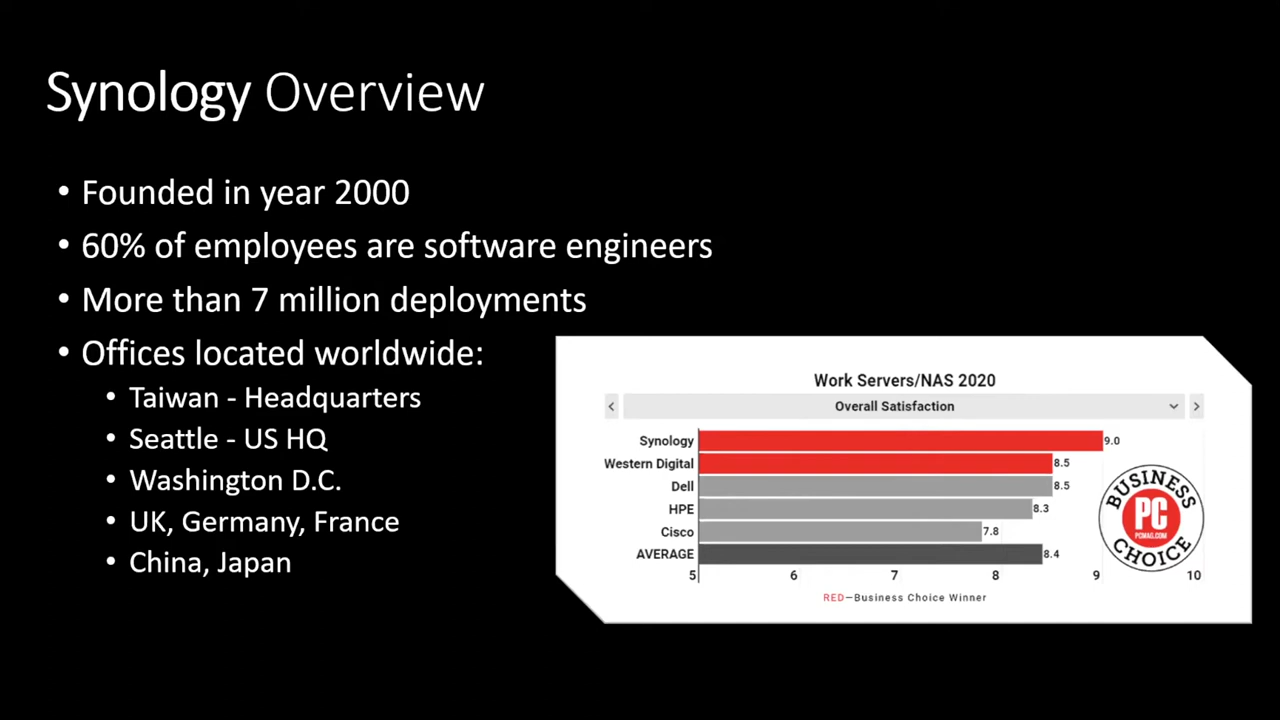 Synology Overview
• Founded in year 2000
• 60% of employees are software engineers
• More than 7 million deployments
• Offices located worldwide:
• Taiwan - Headquarters
• Seattle - US HQ
• Washington D.C.
• UK, Germany, France
• China, Japan
Work Servers/NAS 2020
Overall Satisfaction
Synology 9.0
Western Digital 8.5
Dell 8.5
HPE 8.3
Cisco 7.8
AVERAGE 8.4
5 6 7 8 9 10
RED—Business Choice Winner
BUSINESS
PC
PCMAG.COM
CHOICE